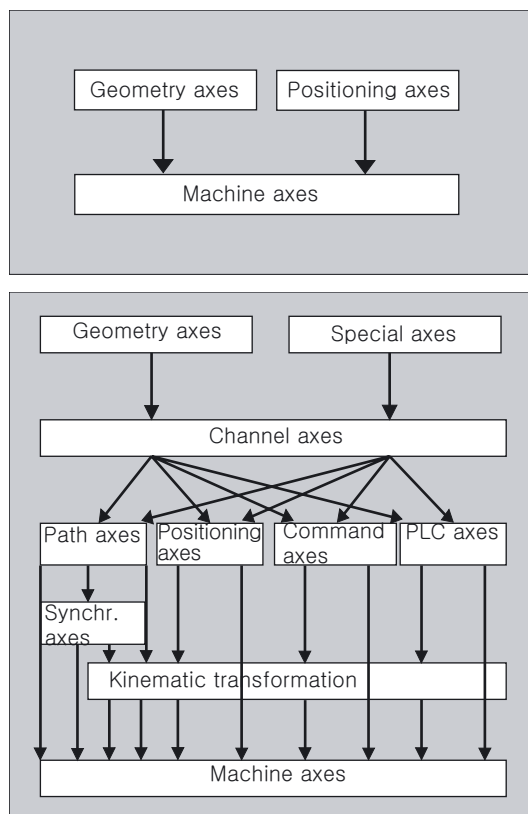 Geometry axes
Positioning axes
Machine axes
Geometry axes
Special axes
Channel axes
Path axes
Positioning
axes
Command
axes
PLC axes
Synchr.
axes
Kinematic transformation
Machine axes